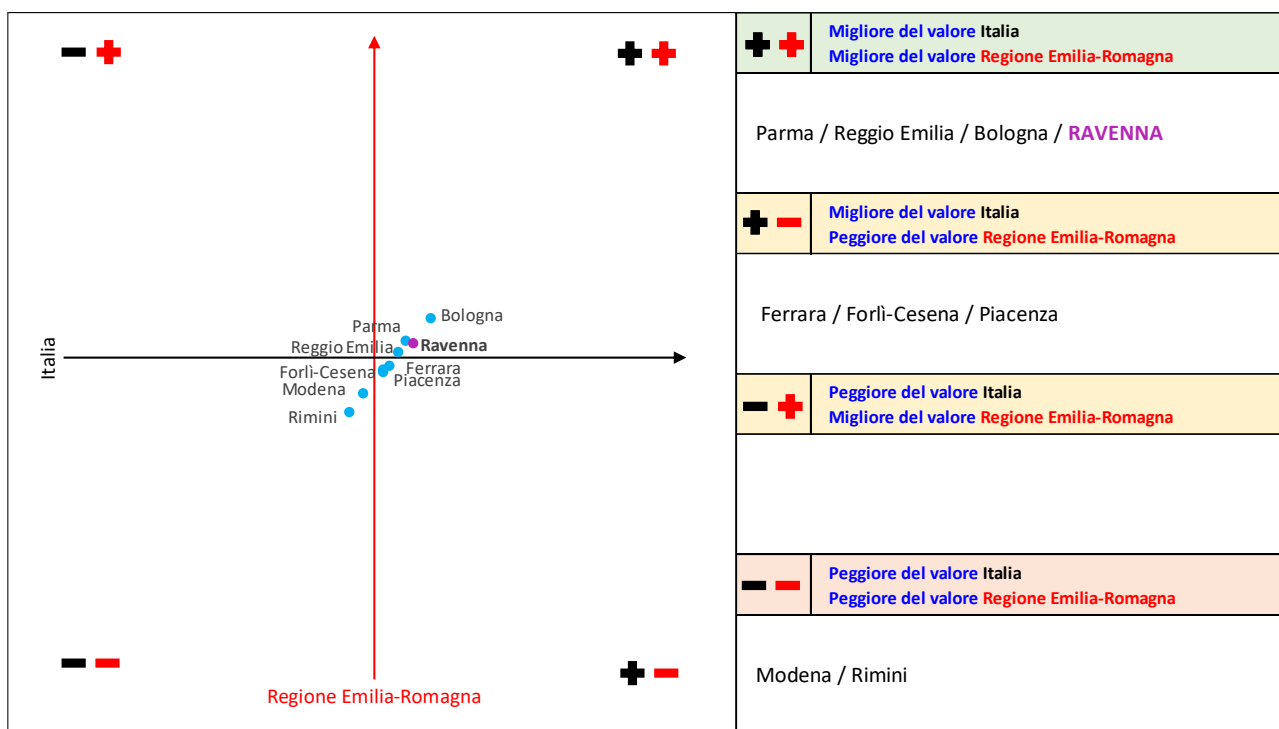 Italia
Bologna
Parma
Ravenna
Reggio Emilia
Ferrara
Forlì-Cesena
Piacenza
Modena
Rimini
Regione Emilia-Romagna
Migliore del valore Italia
Migliore del valore Regione Emilia-Romagna
Parma / Reggio Emilia / Bologna / RAVENNA
Migliore del valore Italia
Peggiore del valore Regione Emilia-Romagna
Ferrara / Forlì-Cesena / Piacenza
Peggiore del valore Italia
Migliore del valore Regione Emilia-Romagna
Peggiore del valore Italia
Peggiore del valore Regione Emilia-Romagna
Modena / Rimini